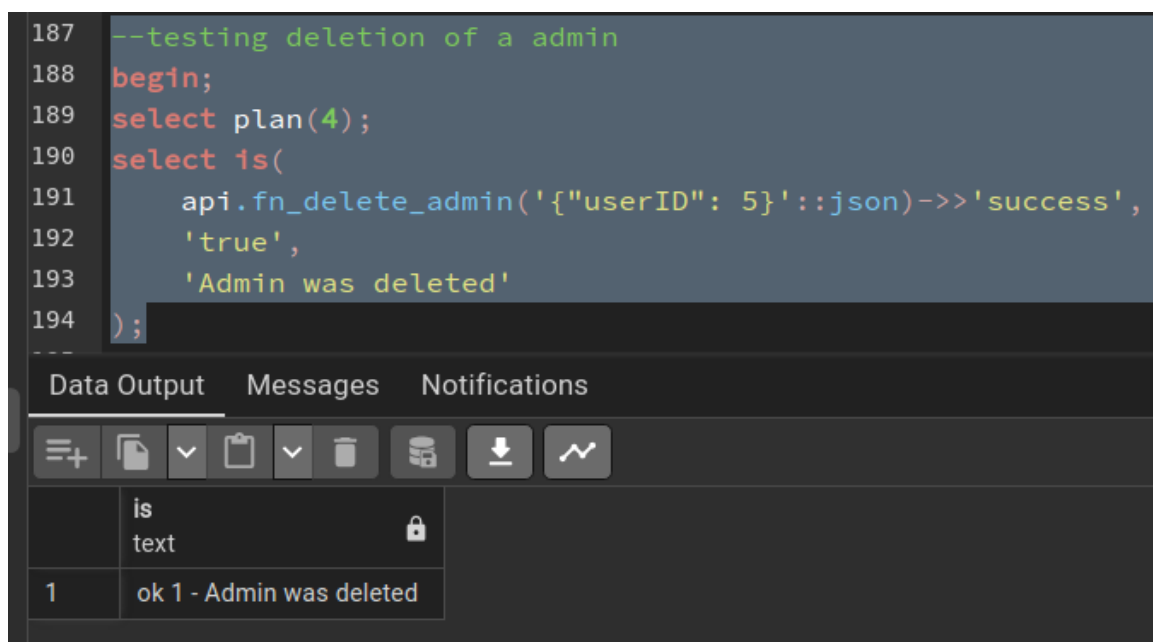 187 --testing deletion of a admin
188 begin;
189 select plan(4);
190 select is(
191 api.fn_delete_admin('{"userID": 5}'::json)->>'success',
192 'true',
193 'Admin was deleted'
194 );
Data Output Messages Notifications
is
text
1 ok 1 - Admin was deleted